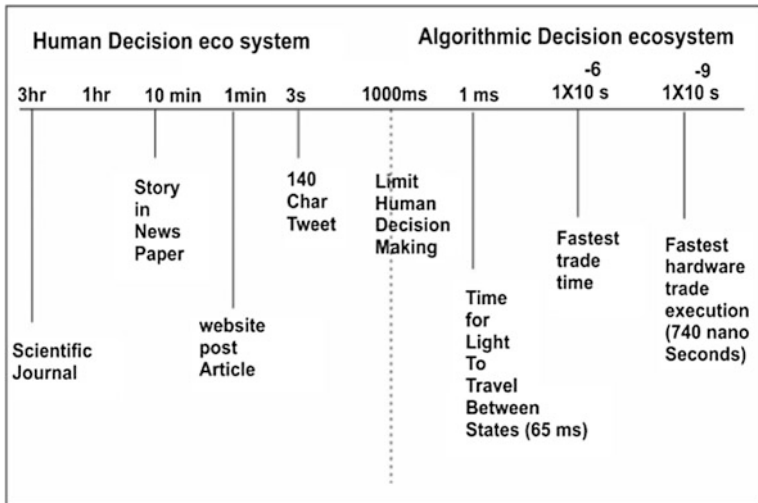 Human Decision eco system
Algorithmic Decision ecosystem
3hr
1hr
10 min
1min
3s
1000ms
1 ms
-6
1X10 s
-9
1X10 s
Story
in
News
Paper
140
Char
Tweet
Limit
Human
Decision
Making
Fastest
trade
time
Fastest
hardware
trade
execution
(740 nano
Seconds)
Scientific
Journal
website
post
Article
Time
for
Light
To
Travel
Between
States (65 ms)